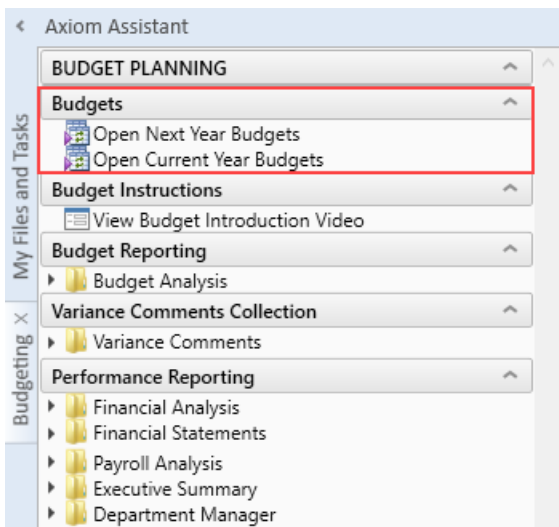 Axiom Assistant
BUDGET PLANNING
Budgets
Open Next Year Budgets
Open Current Year Budgets
Budget Instructions
View Budget Introduction Video
Budget Reporting
Budget Analysis
Variance Comments Collection
Variance Comments
Performance Reporting
Financial Analysis
Financial Statements
Payroll Analysis
Executive Summary
Department Manager
My Files and Tasks
Budgeting